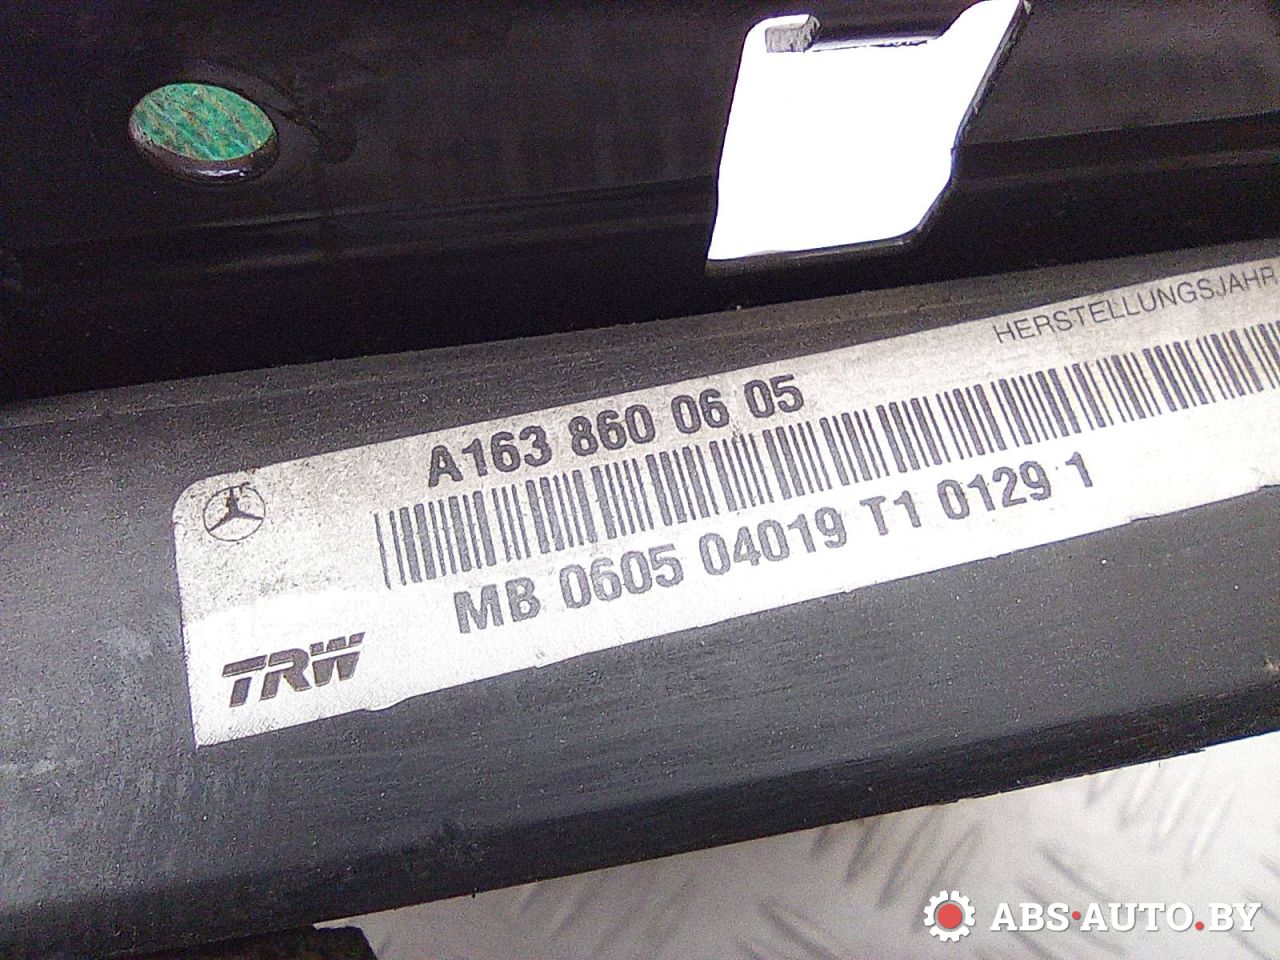 HERSTELLUNGSJAHR
A163 860 06 05
MB 0605 04019 T1 0129 1
TRW
ABS·AUTO.BY